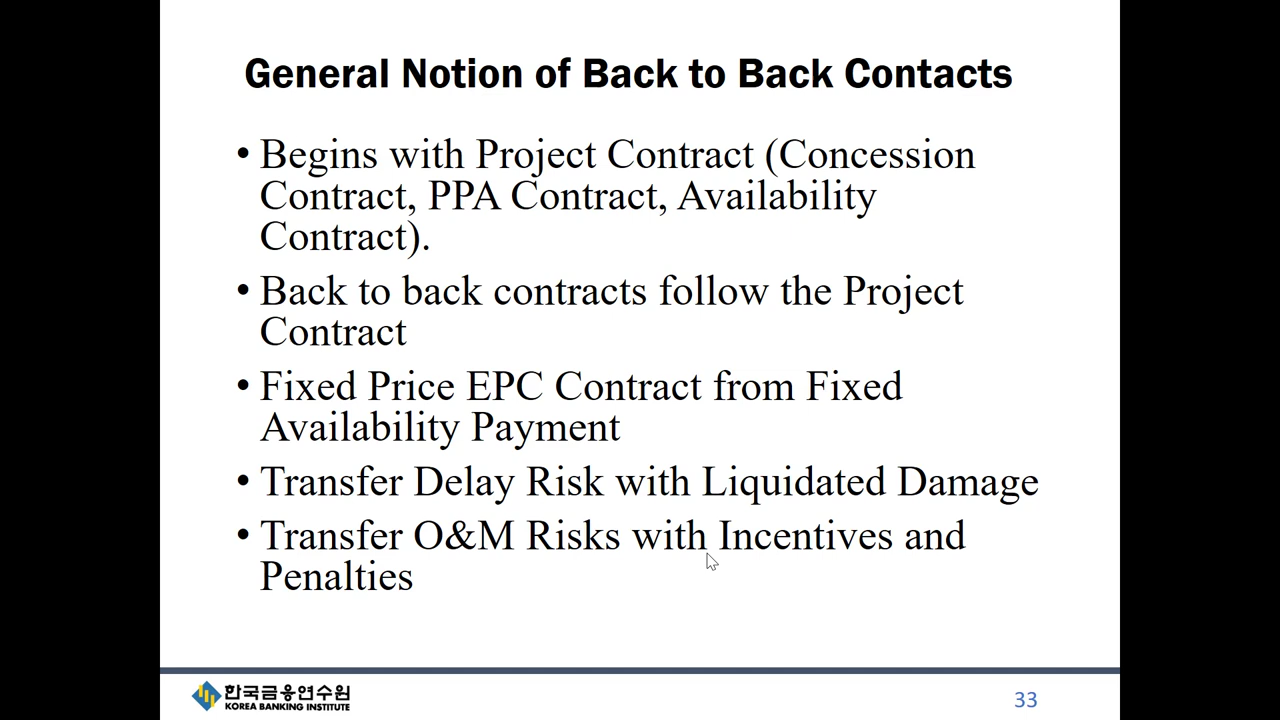 General Notion of Back to Back Contacts
• Begins with Project Contract (Concession
Contract, PPA Contract, Availability
Contract).
• Back to back contracts follow the Project
Contract
• Fixed Price EPC Contract from Fixed
Availability Payment
• Transfer Delay Risk with Liquidated Damage
• Transfer O&M Risks with Incentives and
Penalties
한국금융연수원
KOREA BANKING INSTITUTE
33